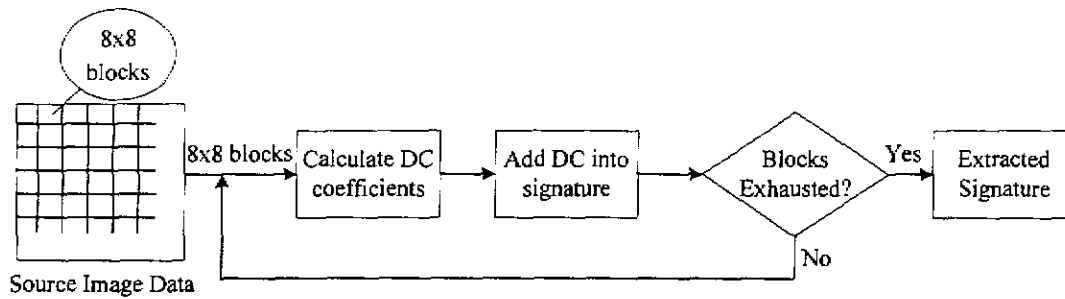 8x8
blocks
8x8 blocks
Calculate DC
coefficients
Add DC into
signature
Blocks
Exhausted?
Yes
Extracted
Signature
No
Source Image Data